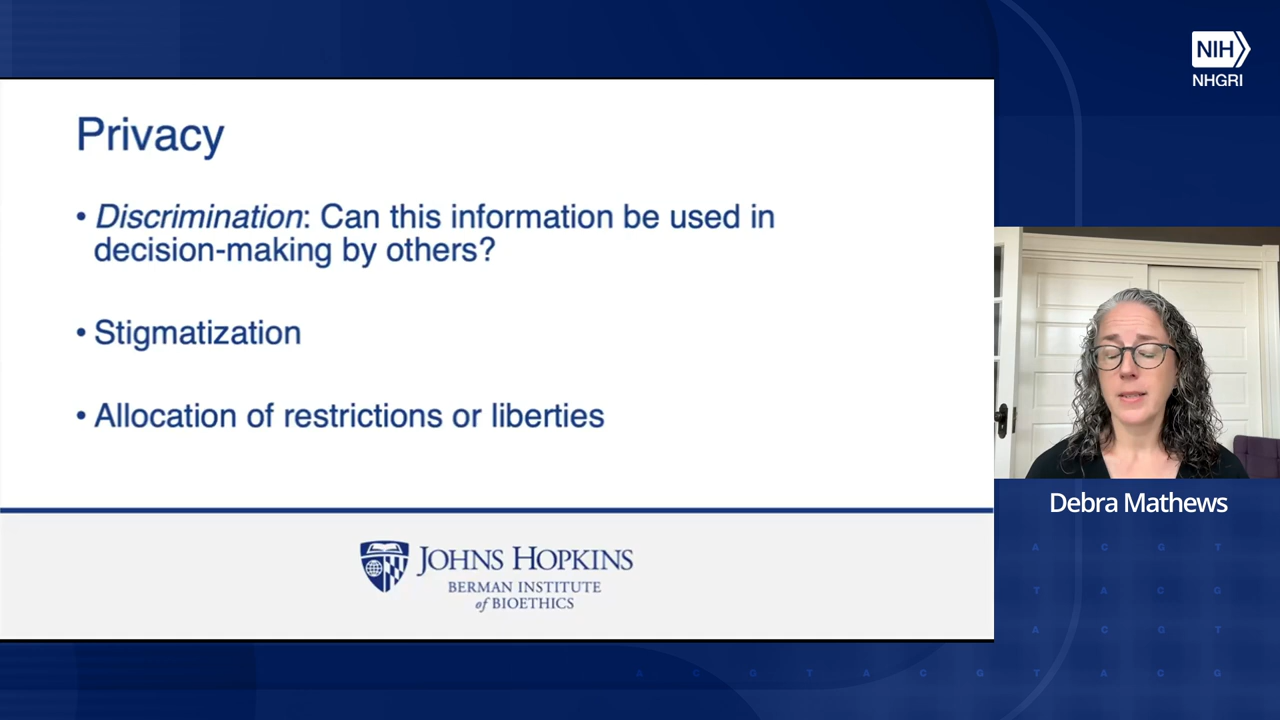 NIH
NHGRI
Privacy
• Discrimination: Can this information be used in
decision-making by others?
• Stigmatization
• Allocation of restrictions or liberties
JOHNS HOPKINS
BERMAN INSTITUTE
of BIOETHICS
Debra Mathews
A C G T
T A C G
A C G T
A C G T A C G T A C G